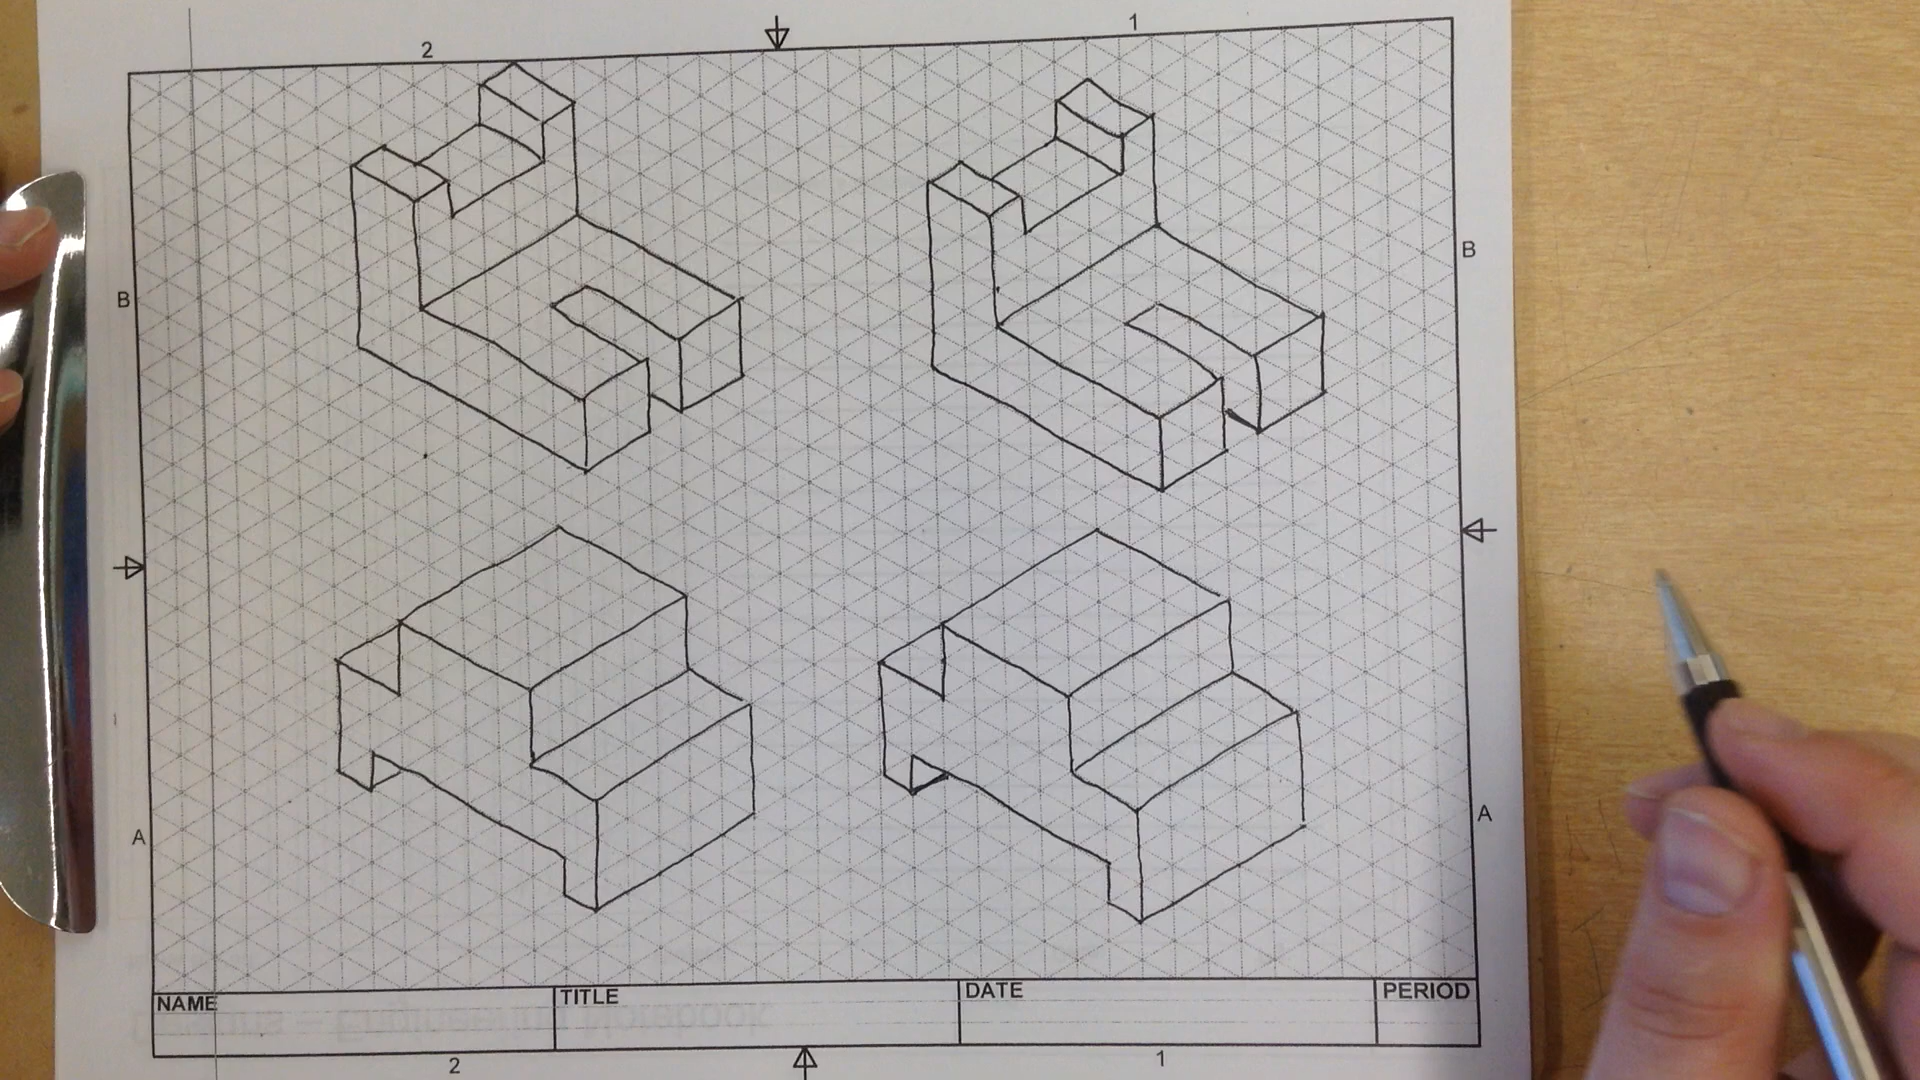 2 1
B B
A A
NAME TITLE DATE PERIOD
2 1